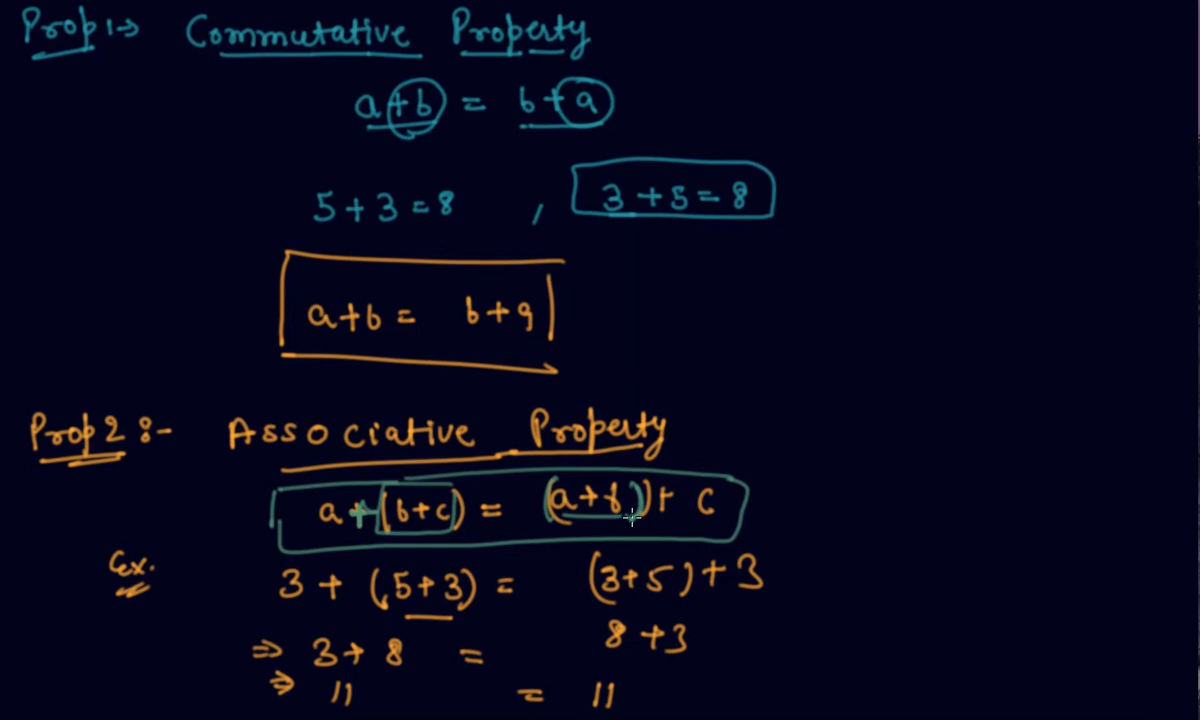 Prop 1:→ Commutative Property
a+b = b+a
5+3=8 , 3+5=8
a+b = b+a
Prop 2 :- Associative Property
a+(b+c) = (a+b)+ c
Ex. 3 + (5+3) = (3+5)+3
⇒ 3+ 8 = 8+3
⇒ 11 = 11